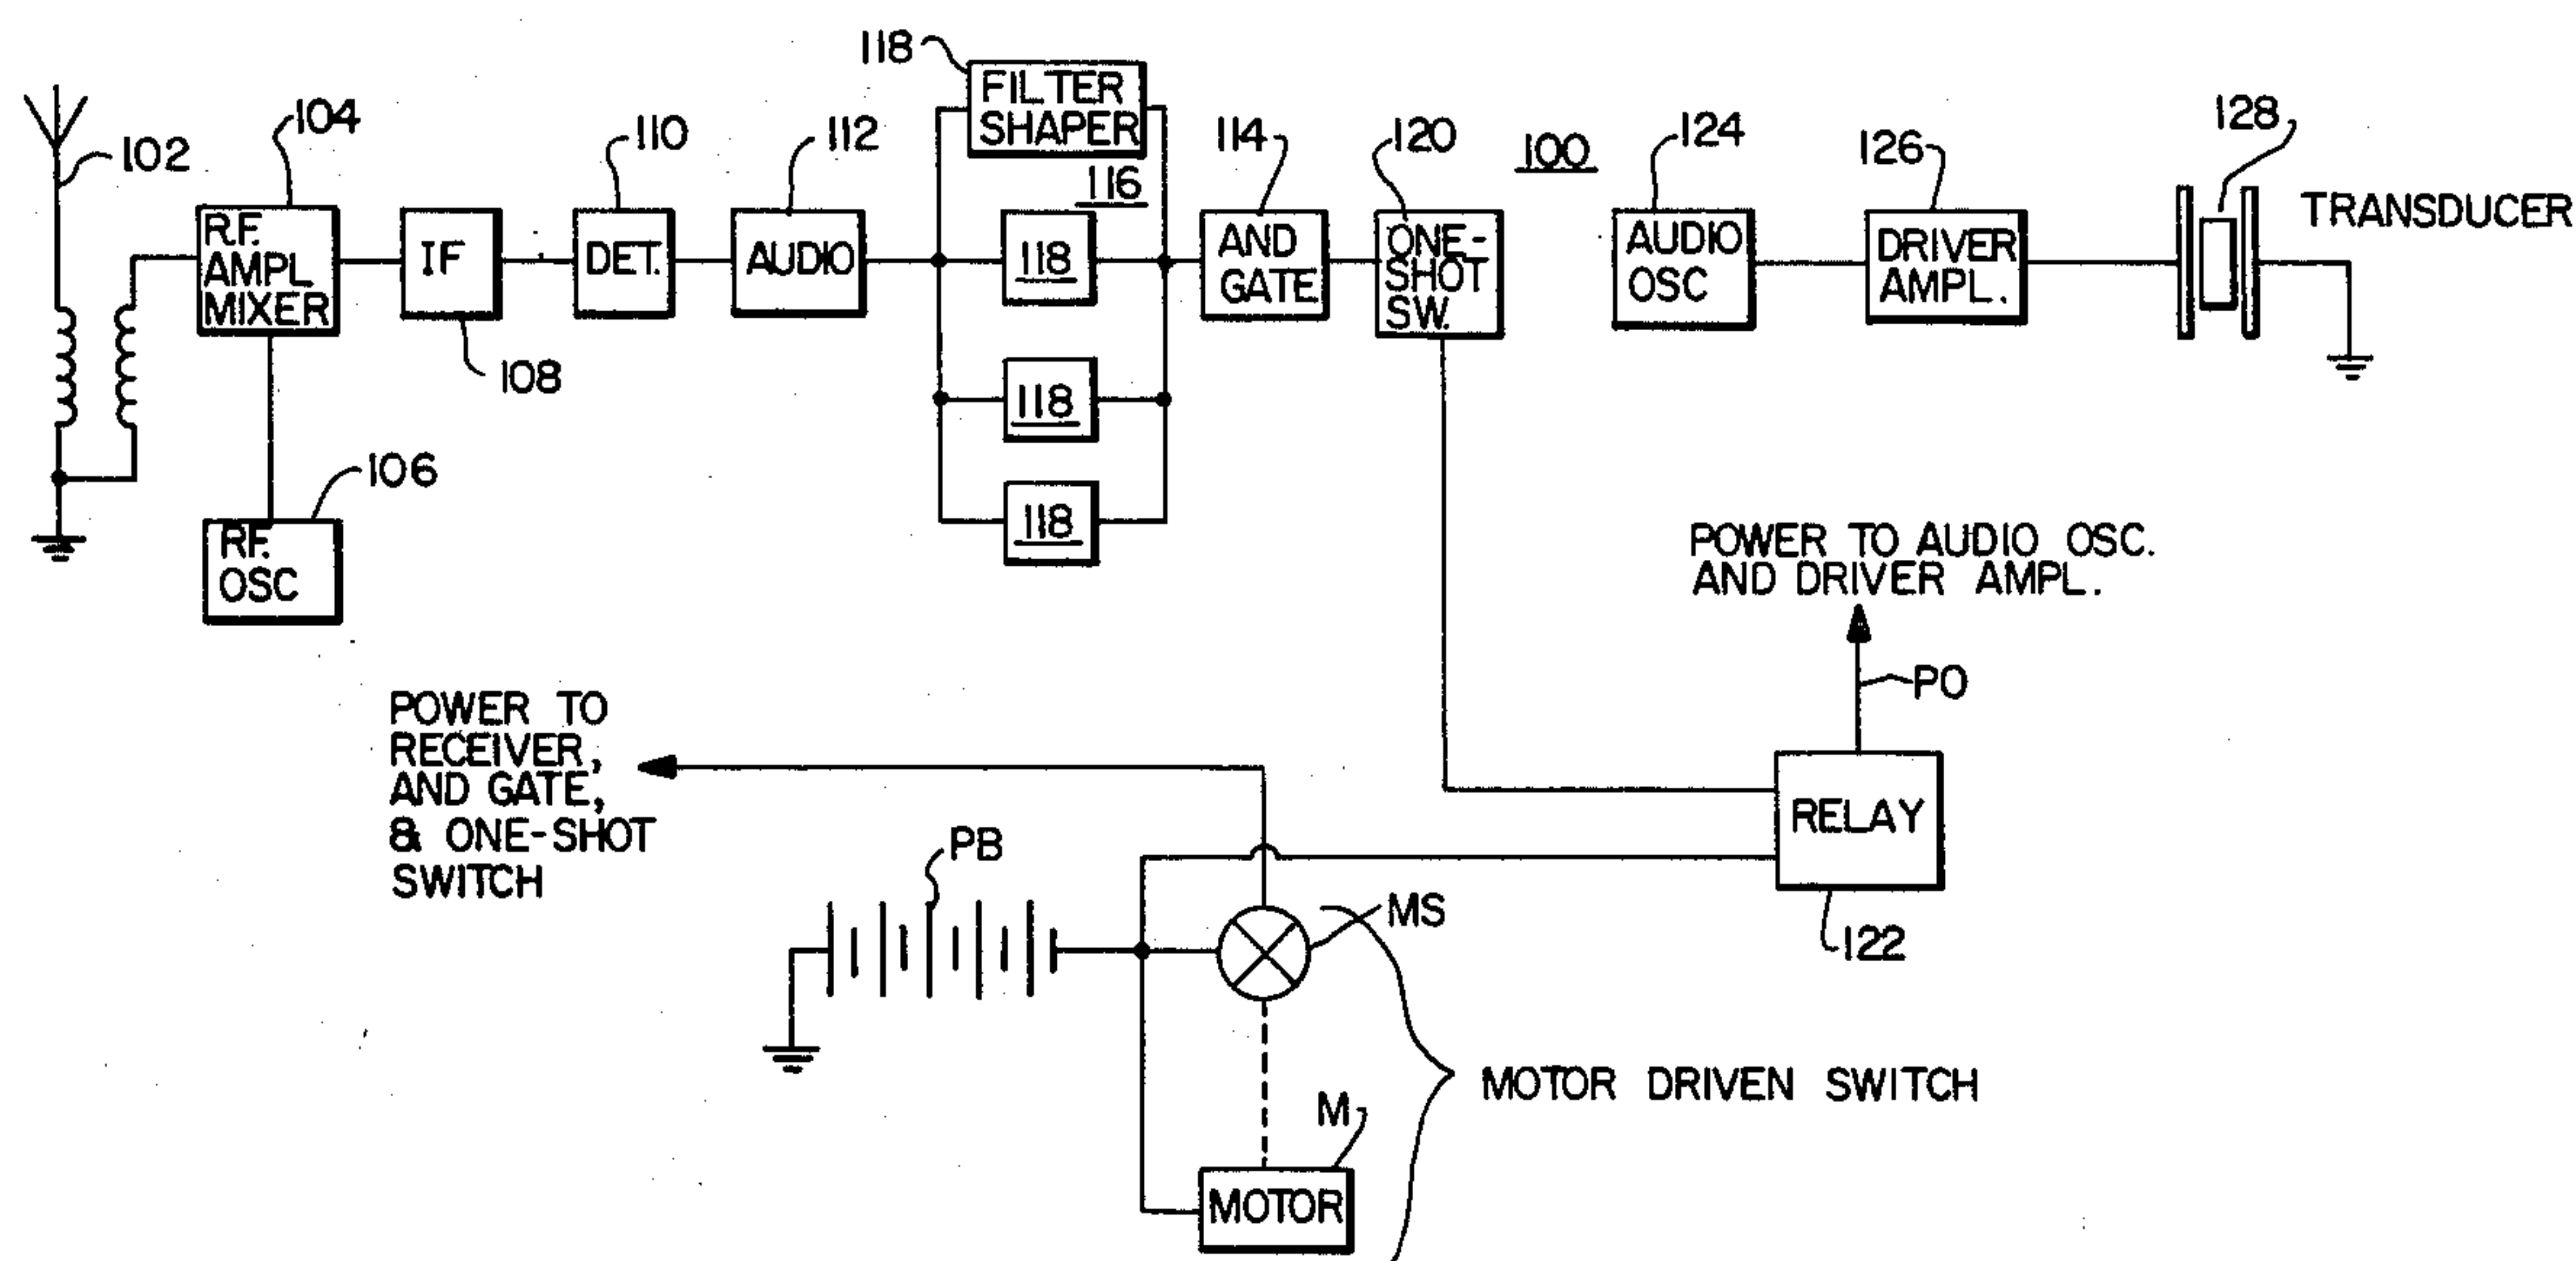 118
FILTER
SHAPER
102
104
110
112
116
114
120
100
124
126
128
TRANSDUCER
R.F.
AMPL
MIXER
IF
DET.
AUDIO
118
AND
GATE
ONE-
SHOT
SW.
AUDIO
OSC
DRIVER
AMPL.
108
118
106
RF.
OSC
118
POWER TO AUDIO OSC.
AND DRIVER AMPL.
PO
POWER TO
RECEIVER,
AND GATE,
& ONE-SHOT
SWITCH
RELAY
122
PB
MS
MOTOR DRIVEN SWITCH
M
MOTOR